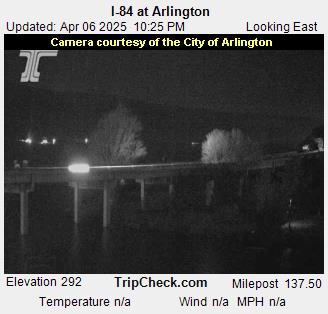 I-84 at Arlington
Updated: Apr 06 2025 10:25 PM Looking East
Camera courtesy of the City of Arlington
Elevation 292 TripCheck.com Milepost 137.50
Temperature n/a Wind n/a MPH n/a